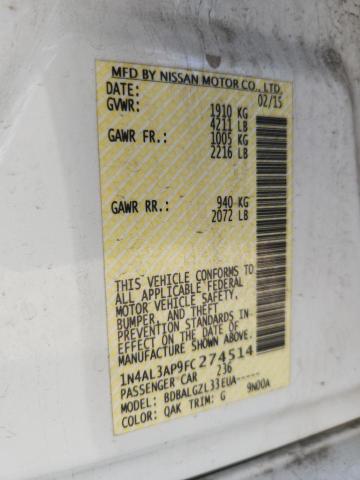 MFD BY NISSAN MOTOR CO., LTD.
DATE: 02/15
GVWR: 1910 KG
4211 LB
GAWR FR.: 1005 KG
2216 LB
GAWR RR.: 940 KG
2072 LB
THIS VEHICLE CONFORMS TO
ALL APPLICABLE FEDERAL
MOTOR VEHICLE SAFETY,
BUMPER, AND THEFT
PREVENTION STANDARDS IN
EFFECT ON THE DATE OF
MANUFACTURE SHOWN ABOVE.
1N4AL3AP9FC274514
PASSENGER CAR 236
MODEL: BDBALGZL33EUA-----
COLOR: QAK TRIM: G 9N00A